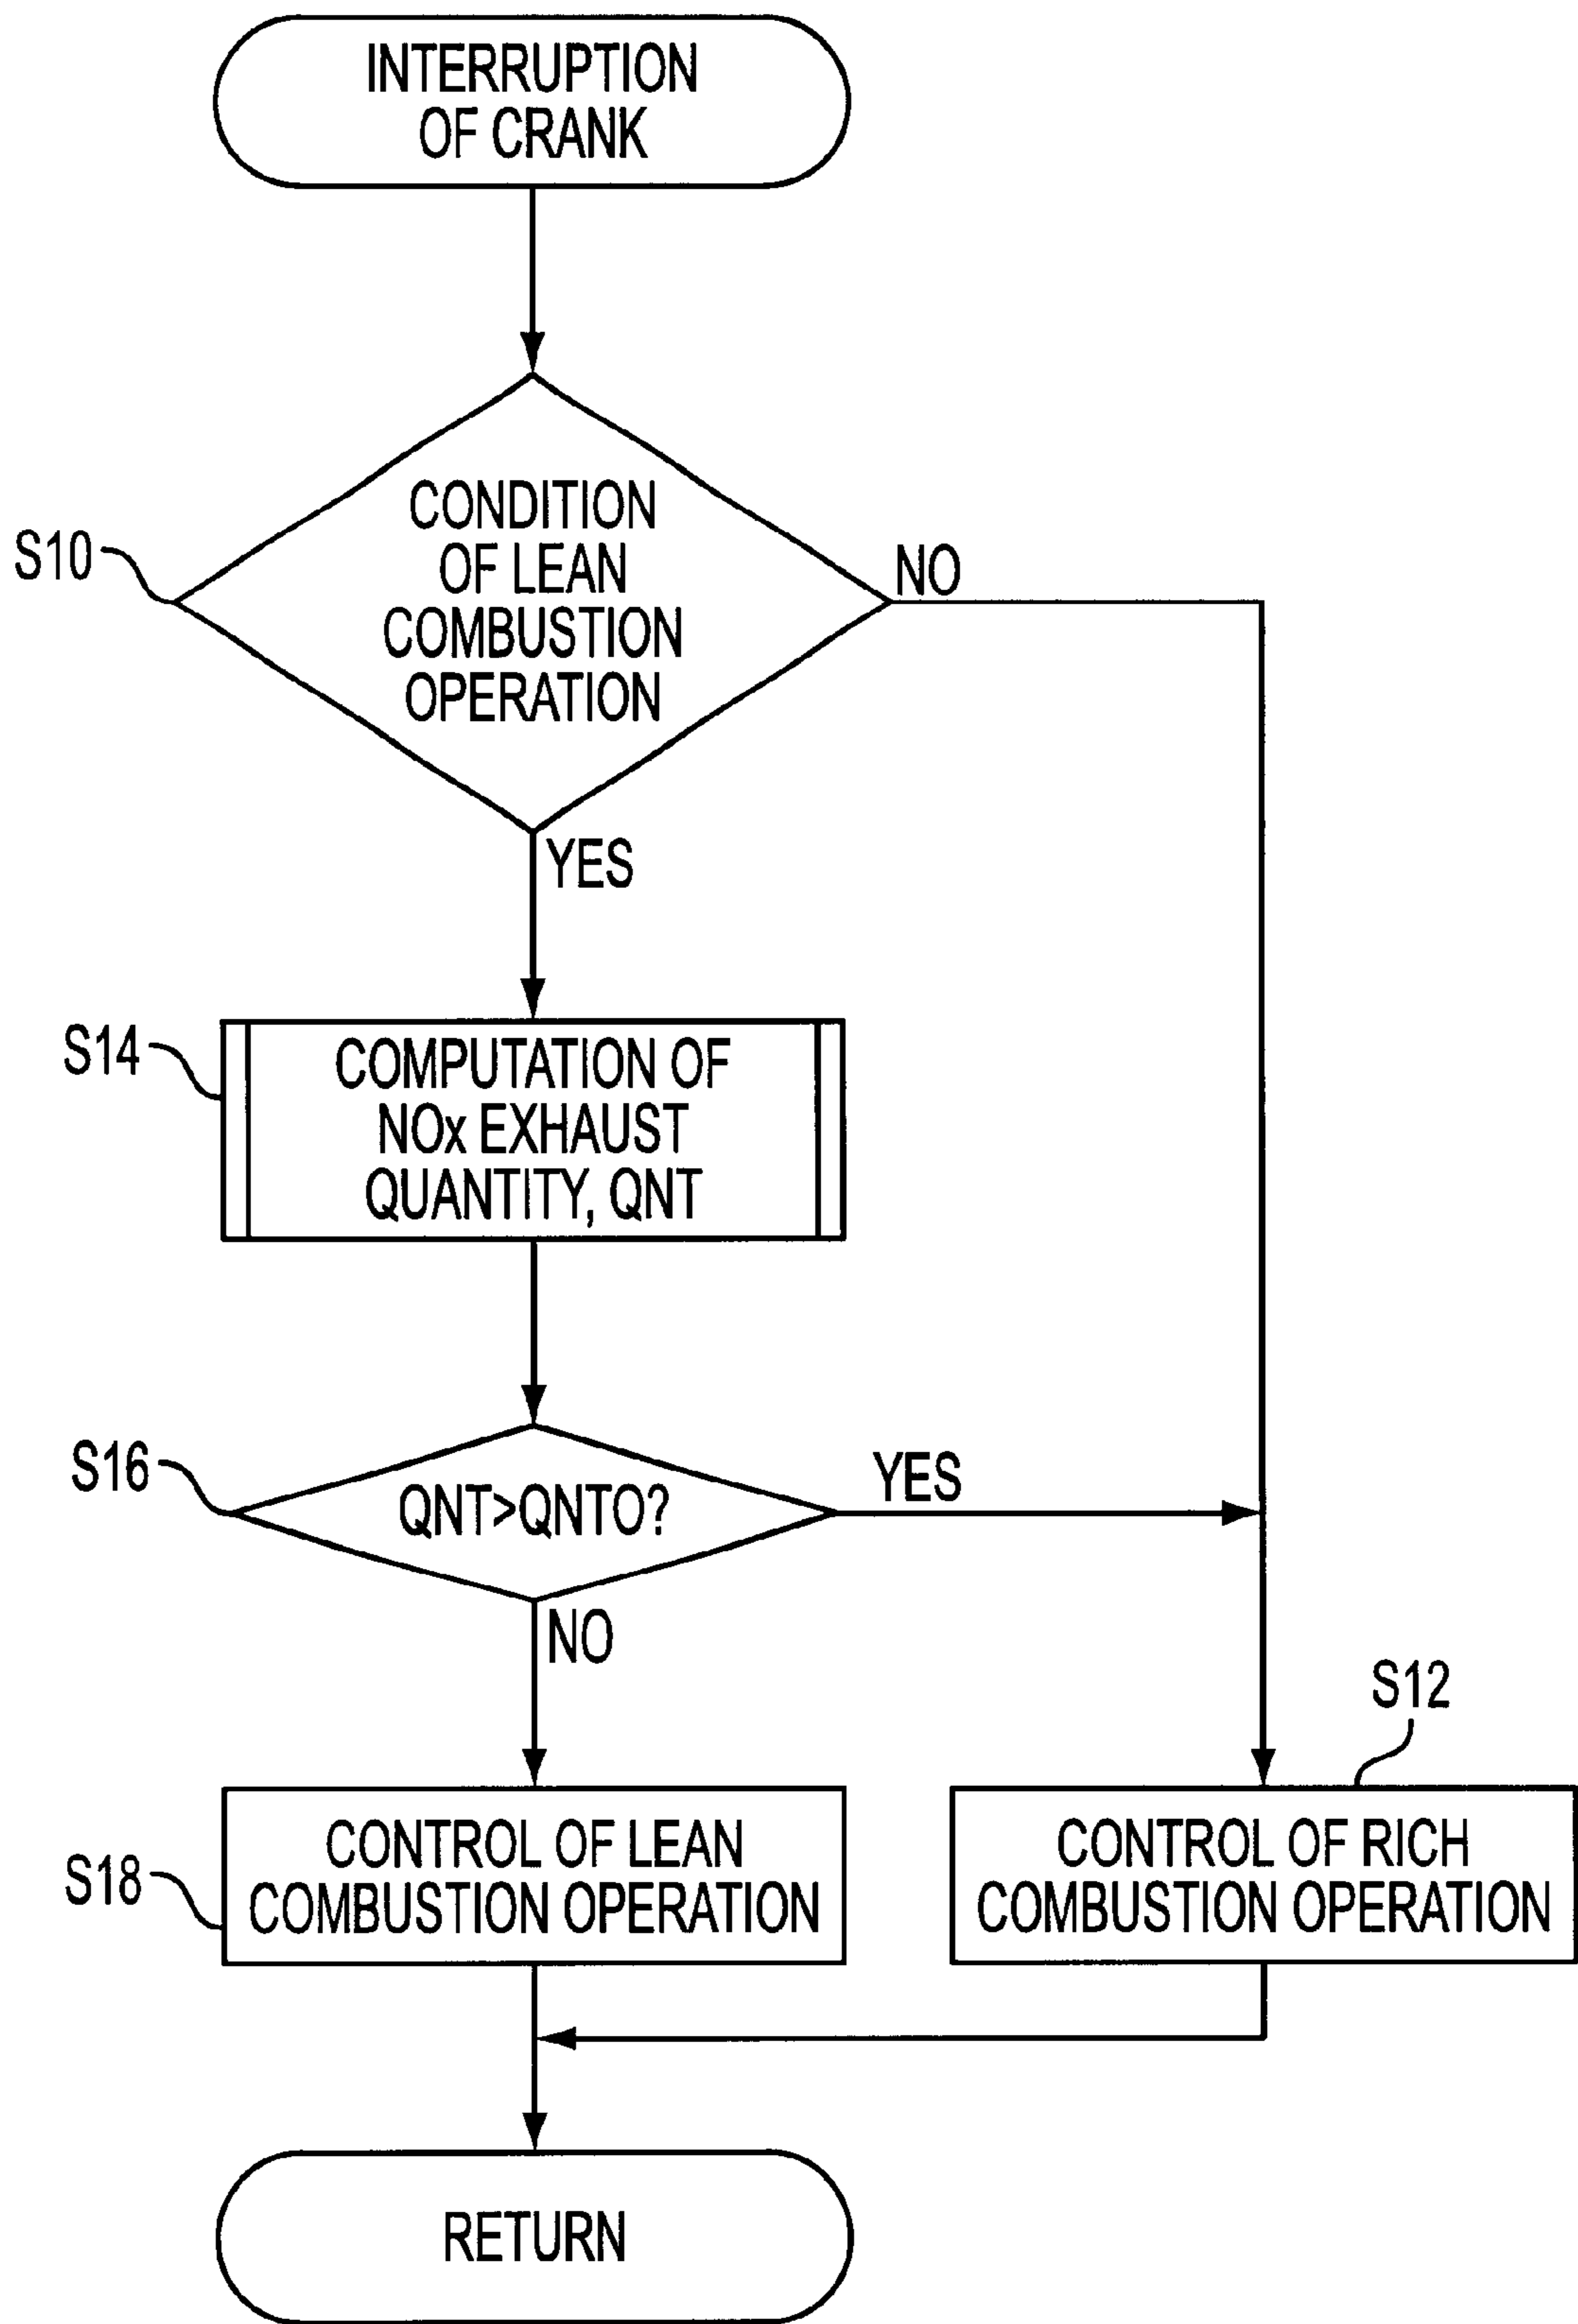 INTERRUPTION
OF CRANK
S10
CONDITION
OF LEAN
COMBUSTION
OPERATION
NO
YES
S14
COMPUTATION OF
NOx EXHAUST
QUANTITY, QNT
S16
QNT>QNTO?
YES
NO
S12
S18
CONTROL OF LEAN
COMBUSTION OPERATION
CONTROL OF RICH
COMBUSTION OPERATION
RETURN